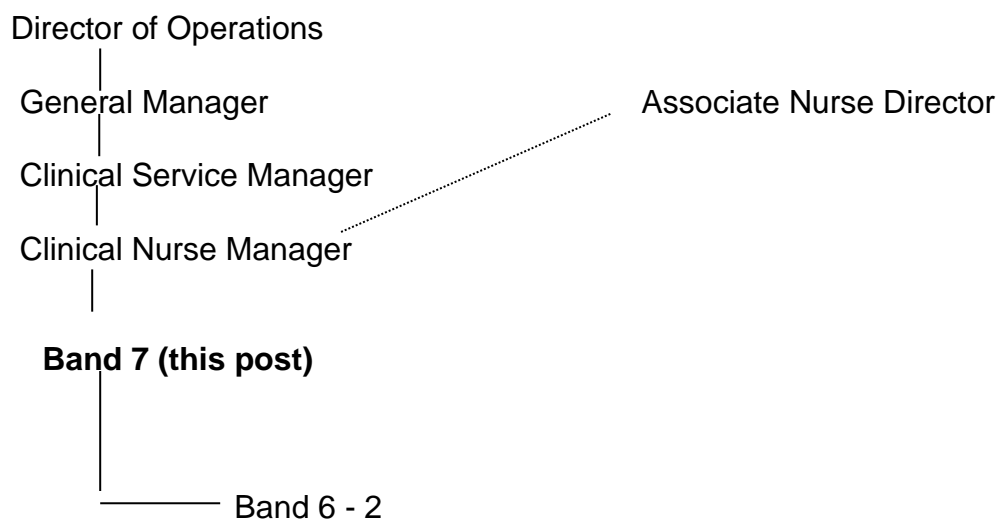 Director of Operations
General Manager Associate Nurse Director
Clinical Service Manager
Clinical Nurse Manager
Band 7 (this post)
Band 6 - 2